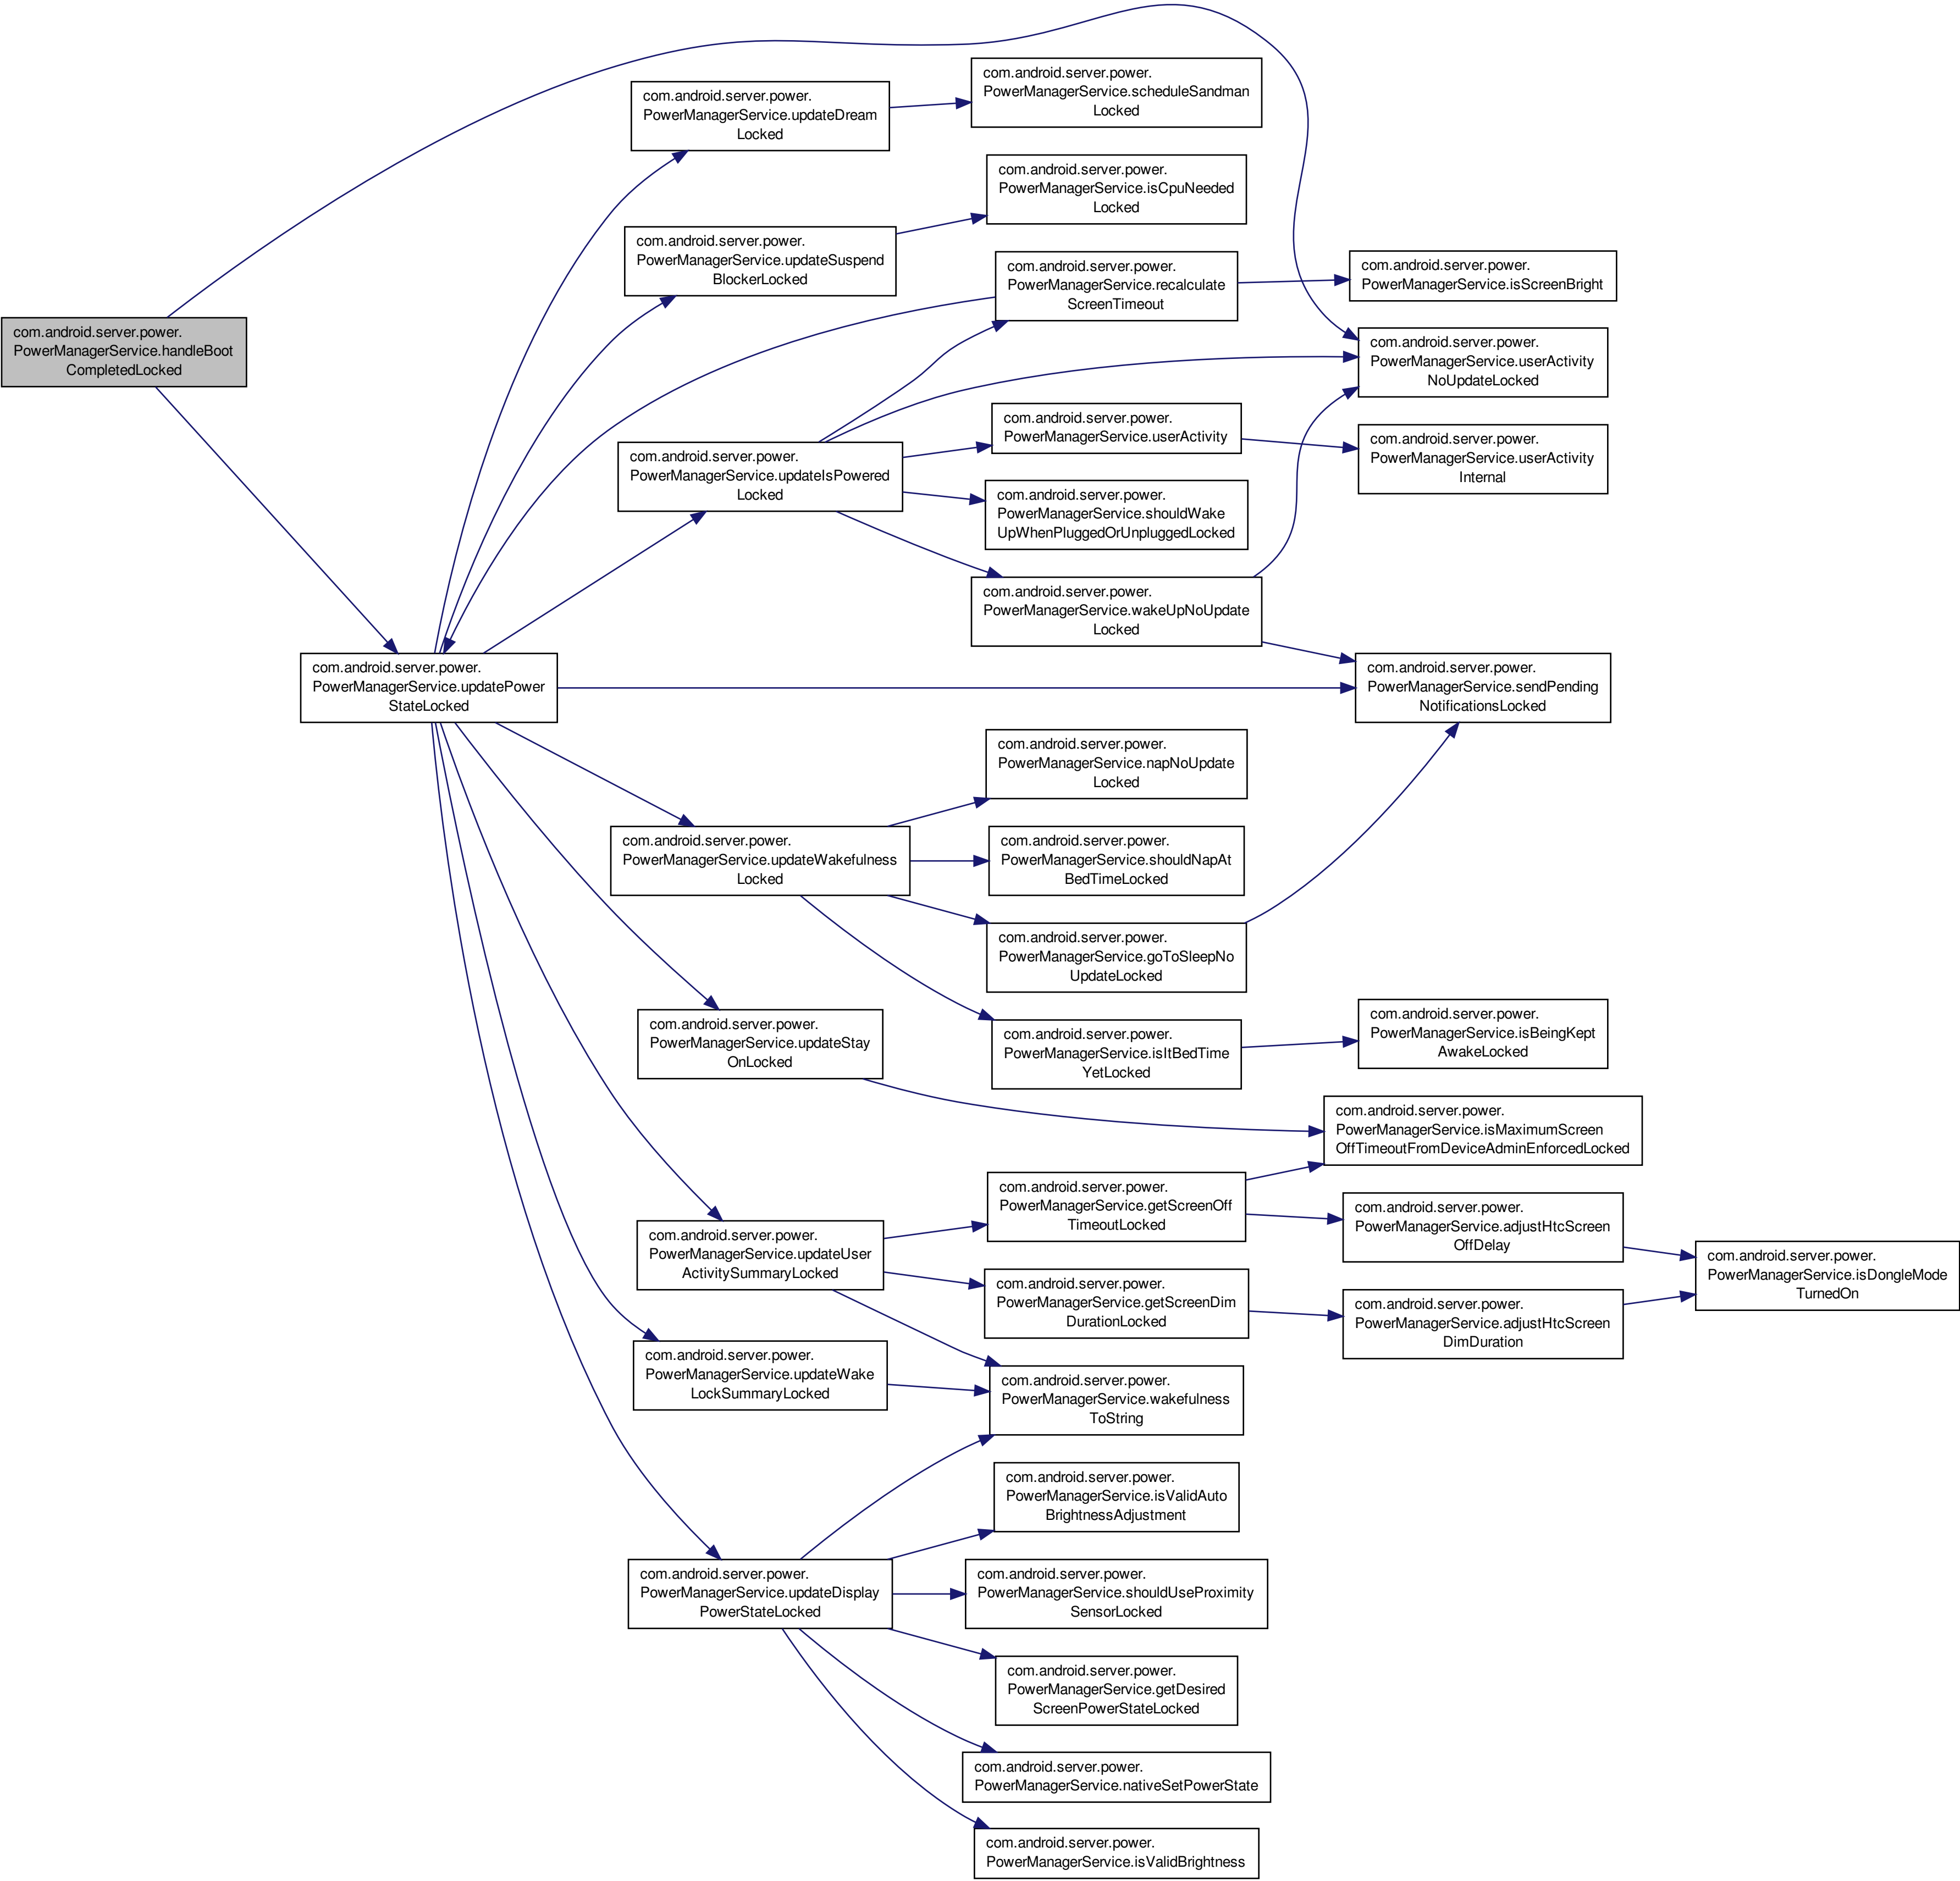 com.android.server.power.
PowerManagerService.handleBoot
CompletedLocked
com.android.server.power.
PowerManagerService.updatePower
StateLocked
com.android.server.power.
PowerManagerService.updateDream
Locked
com.android.server.power.
PowerManagerService.updateSuspend
BlockerLocked
com.android.server.power.
PowerManagerService.updateIsPowered
Locked
com.android.server.power.
PowerManagerService.updateWakefulness
Locked
com.android.server.power.
PowerManagerService.updateStay
OnLocked
com.android.server.power.
PowerManagerService.updateUser
ActivitySummaryLocked
com.android.server.power.
PowerManagerService.updateWake
LockSummaryLocked
com.android.server.power.
PowerManagerService.updateDisplay
PowerStateLocked
com.android.server.power.
PowerManagerService.scheduleSandman
Locked
com.android.server.power.
PowerManagerService.isCpuNeeded
Locked
com.android.server.power.
PowerManagerService.recalculate
ScreenTimeout
com.android.server.power.
PowerManagerService.userActivity
com.android.server.power.
PowerManagerService.shouldWake
UpWhenPluggedOrUnpluggedLocked
com.android.server.power.
PowerManagerService.wakeUpNoUpdate
Locked
com.android.server.power.
PowerManagerService.napNoUpdate
Locked
com.android.server.power.
PowerManagerService.shouldNapAt
BedTimeLocked
com.android.server.power.
PowerManagerService.goToSleepNo
UpdateLocked
com.android.server.power.
PowerManagerService.isItBedTime
YetLocked
com.android.server.power.
PowerManagerService.getScreenOff
TimeoutLocked
com.android.server.power.
PowerManagerService.getScreenDim
DurationLocked
com.android.server.power.
PowerManagerService.wakefulness
ToString
com.android.server.power.
PowerManagerService.isValidAuto
BrightnessAdjustment
com.android.server.power.
PowerManagerService.shouldUseProximity
SensorLocked
com.android.server.power.
PowerManagerService.getDesired
ScreenPowerStateLocked
com.android.server.power.
PowerManagerService.nativeSetPowerState
com.android.server.power.
PowerManagerService.isValidBrightness
com.android.server.power.
PowerManagerService.isScreenBright
com.android.server.power.
PowerManagerService.userActivity
NoUpdateLocked
com.android.server.power.
PowerManagerService.userActivity
Internal
com.android.server.power.
PowerManagerService.sendPending
NotificationsLocked
com.android.server.power.
PowerManagerService.isBeingKept
AwakeLocked
com.android.server.power.
PowerManagerService.isMaximumScreen
OffTimeoutFromDeviceAdminEnforcedLocked
com.android.server.power.
PowerManagerService.adjustHtcScreen
OffDelay
com.android.server.power.
PowerManagerService.adjustHtcScreen
DimDuration
com.android.server.power.
PowerManagerService.isDongleMode
TurnedOn